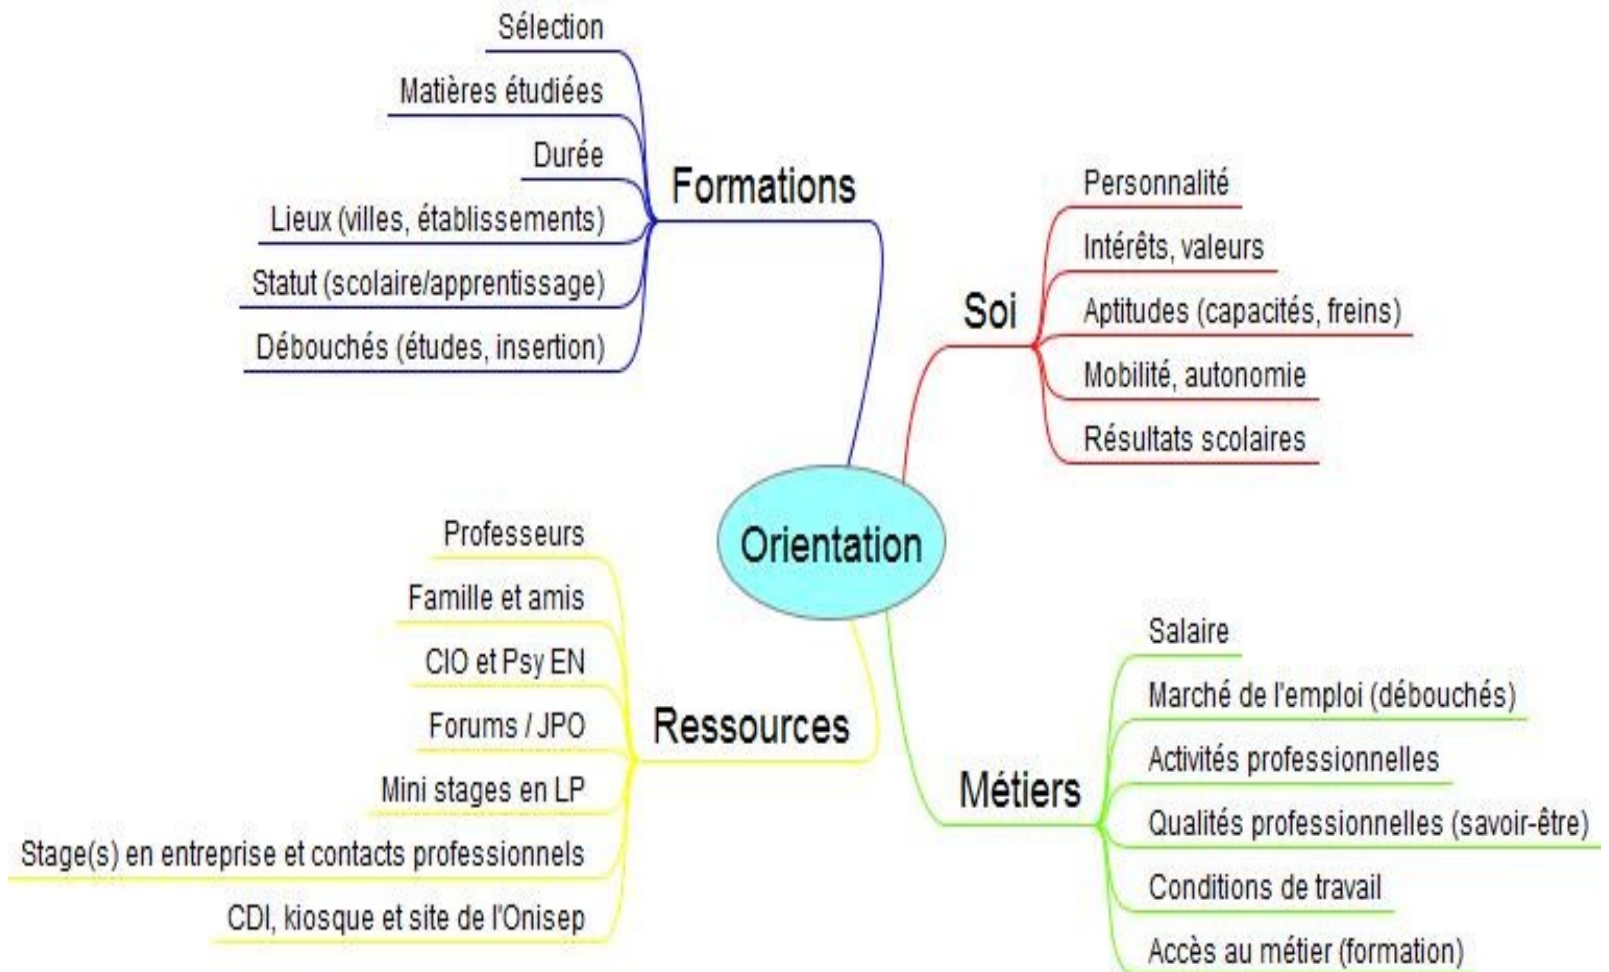 Orientation
Formations
Sélection
Matières étudiées
Durée
Lieux (villes, établissements)
Statut (scolaire/apprentissage)
Débouchés (études, insertion)
Soi
Personnalité
Intérêts, valeurs
Aptitudes (capacités, freins)
Mobilité, autonomie
Résultats scolaires
Ressources
Professeurs
Famille et amis
CIO et Psy EN
Forums / JPO
Mini stages en LP
Stage(s) en entreprise et contacts professionnels
CDI, kiosque et site de l'Onisep
Métiers
Salaire
Marché de l'emploi (débouchés)
Activités professionnelles
Qualités professionnelles (savoir-être)
Conditions de travail
Accès au métier (formation)